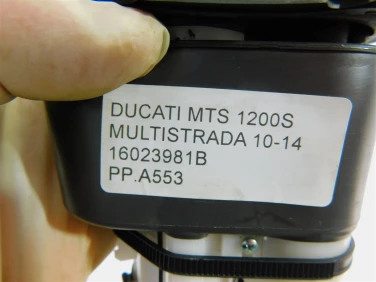 DUCATI MTS 1200S
MULTISTRADA 10-14
16023981B
PP.A553